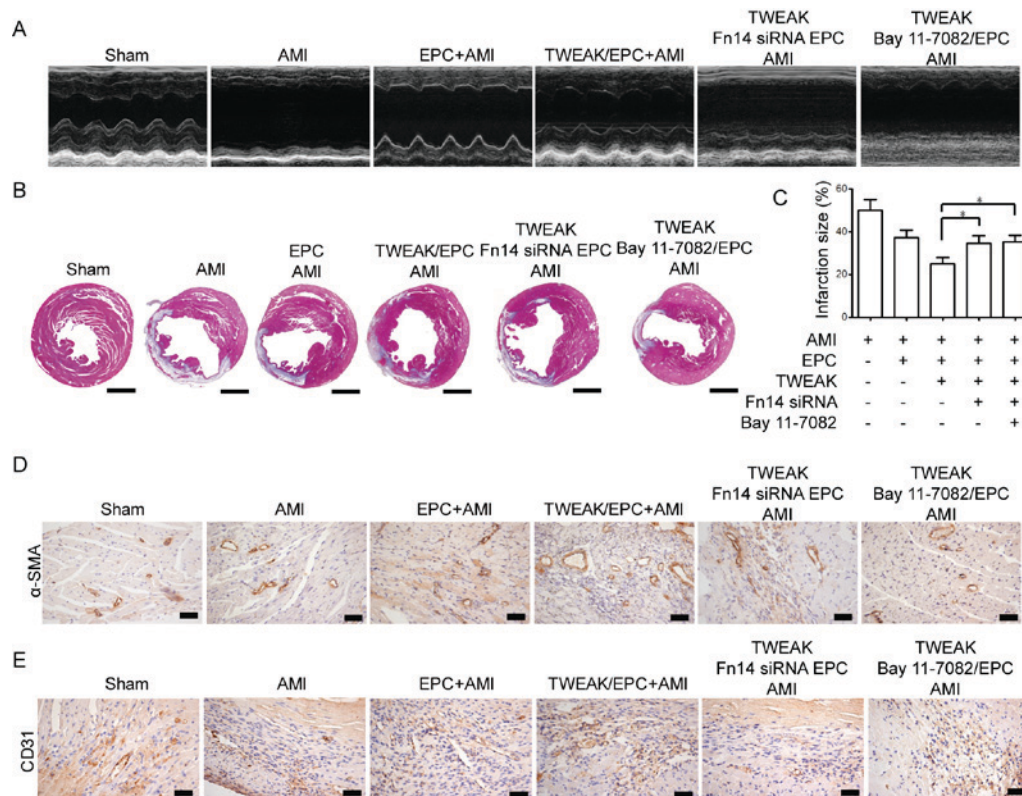 A
Sham
AMI
EPC+AMI
TWEAK/EPC+AMI
TWEAK
Fn14 siRNA EPC
AMI
TWEAK
Bay 11-7082/EPC
AMI
B
Sham
AMI
EPC
AMI
TWEAK/EPC
AMI
TWEAK
Fn14 siRNA EPC
AMI
TWEAK
Bay 11-7082/EPC
AMI
C
Infarction size (%)
60
40
20
0
AMI + + + + +
EPC - + + + +
TWEAK - - + + +
Fn14 siRNA - - - + +
Bay 11-7082 - - - - +
D
Sham
AMI
EPC+AMI
TWEAK/EPC+AMI
TWEAK
Fn14 siRNA EPC
AMI
TWEAK
Bay 11-7082/EPC
AMI
α-SMA
E
Sham
AMI
EPC+AMI
TWEAK/EPC+AMI
TWEAK
Fn14 siRNA EPC
AMI
TWEAK
Bay 11-7082/EPC
AMI
CD31